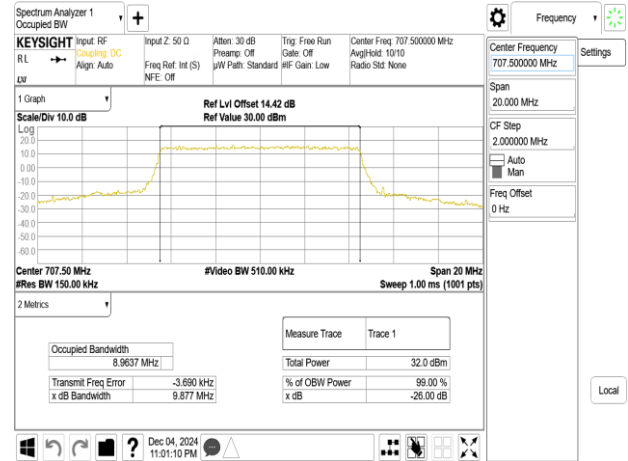 Spectrum Analyzer 1
Occupied BW
Frequency
KEYSIGHT
RL
LXI
Input: RF
Coupling: DC
Align: Auto
Input Z: 50 Ω
Freq Ref: Int (S)
NFE: Off
Atten: 30 dB
Preamp: Off
µW Path: Standard
Trig: Free Run
Gate: Off
#IF Gain: Low
Center Freq: 707.500000 MHz
Avg|Hold: 10/10
Radio Std: None
Center Frequency
707.500000 MHz
Settings
Span
20.000 MHz
CF Step
2.000000 MHz
Auto
Man
Freq Offset
0 Hz
Local
1 Graph
Scale/Div 10.0 dB
Ref Lvl Offset 14.42 dB
Ref Value 30.00 dBm
Log
20.0
10.0
0.00
-10.0
-20.0
-30.0
-40.0
-50.0
-60.0
Center 707.50 MHz
#Video BW 510.00 kHz
Span 20 MHz
#Res BW 150.00 kHz
Sweep 1.00 ms (1001 pts)
2 Metrics
Measure Trace Trace 1
Occupied Bandwidth
8.9637 MHz
Total Power 32.0 dBm
Transmit Freq Error -3.690 kHz
% of OBW Power 99.00 %
x dB Bandwidth 9.877 MHz
x dB -26.00 dB
?
Dec 04, 2024
11:01:10 PM